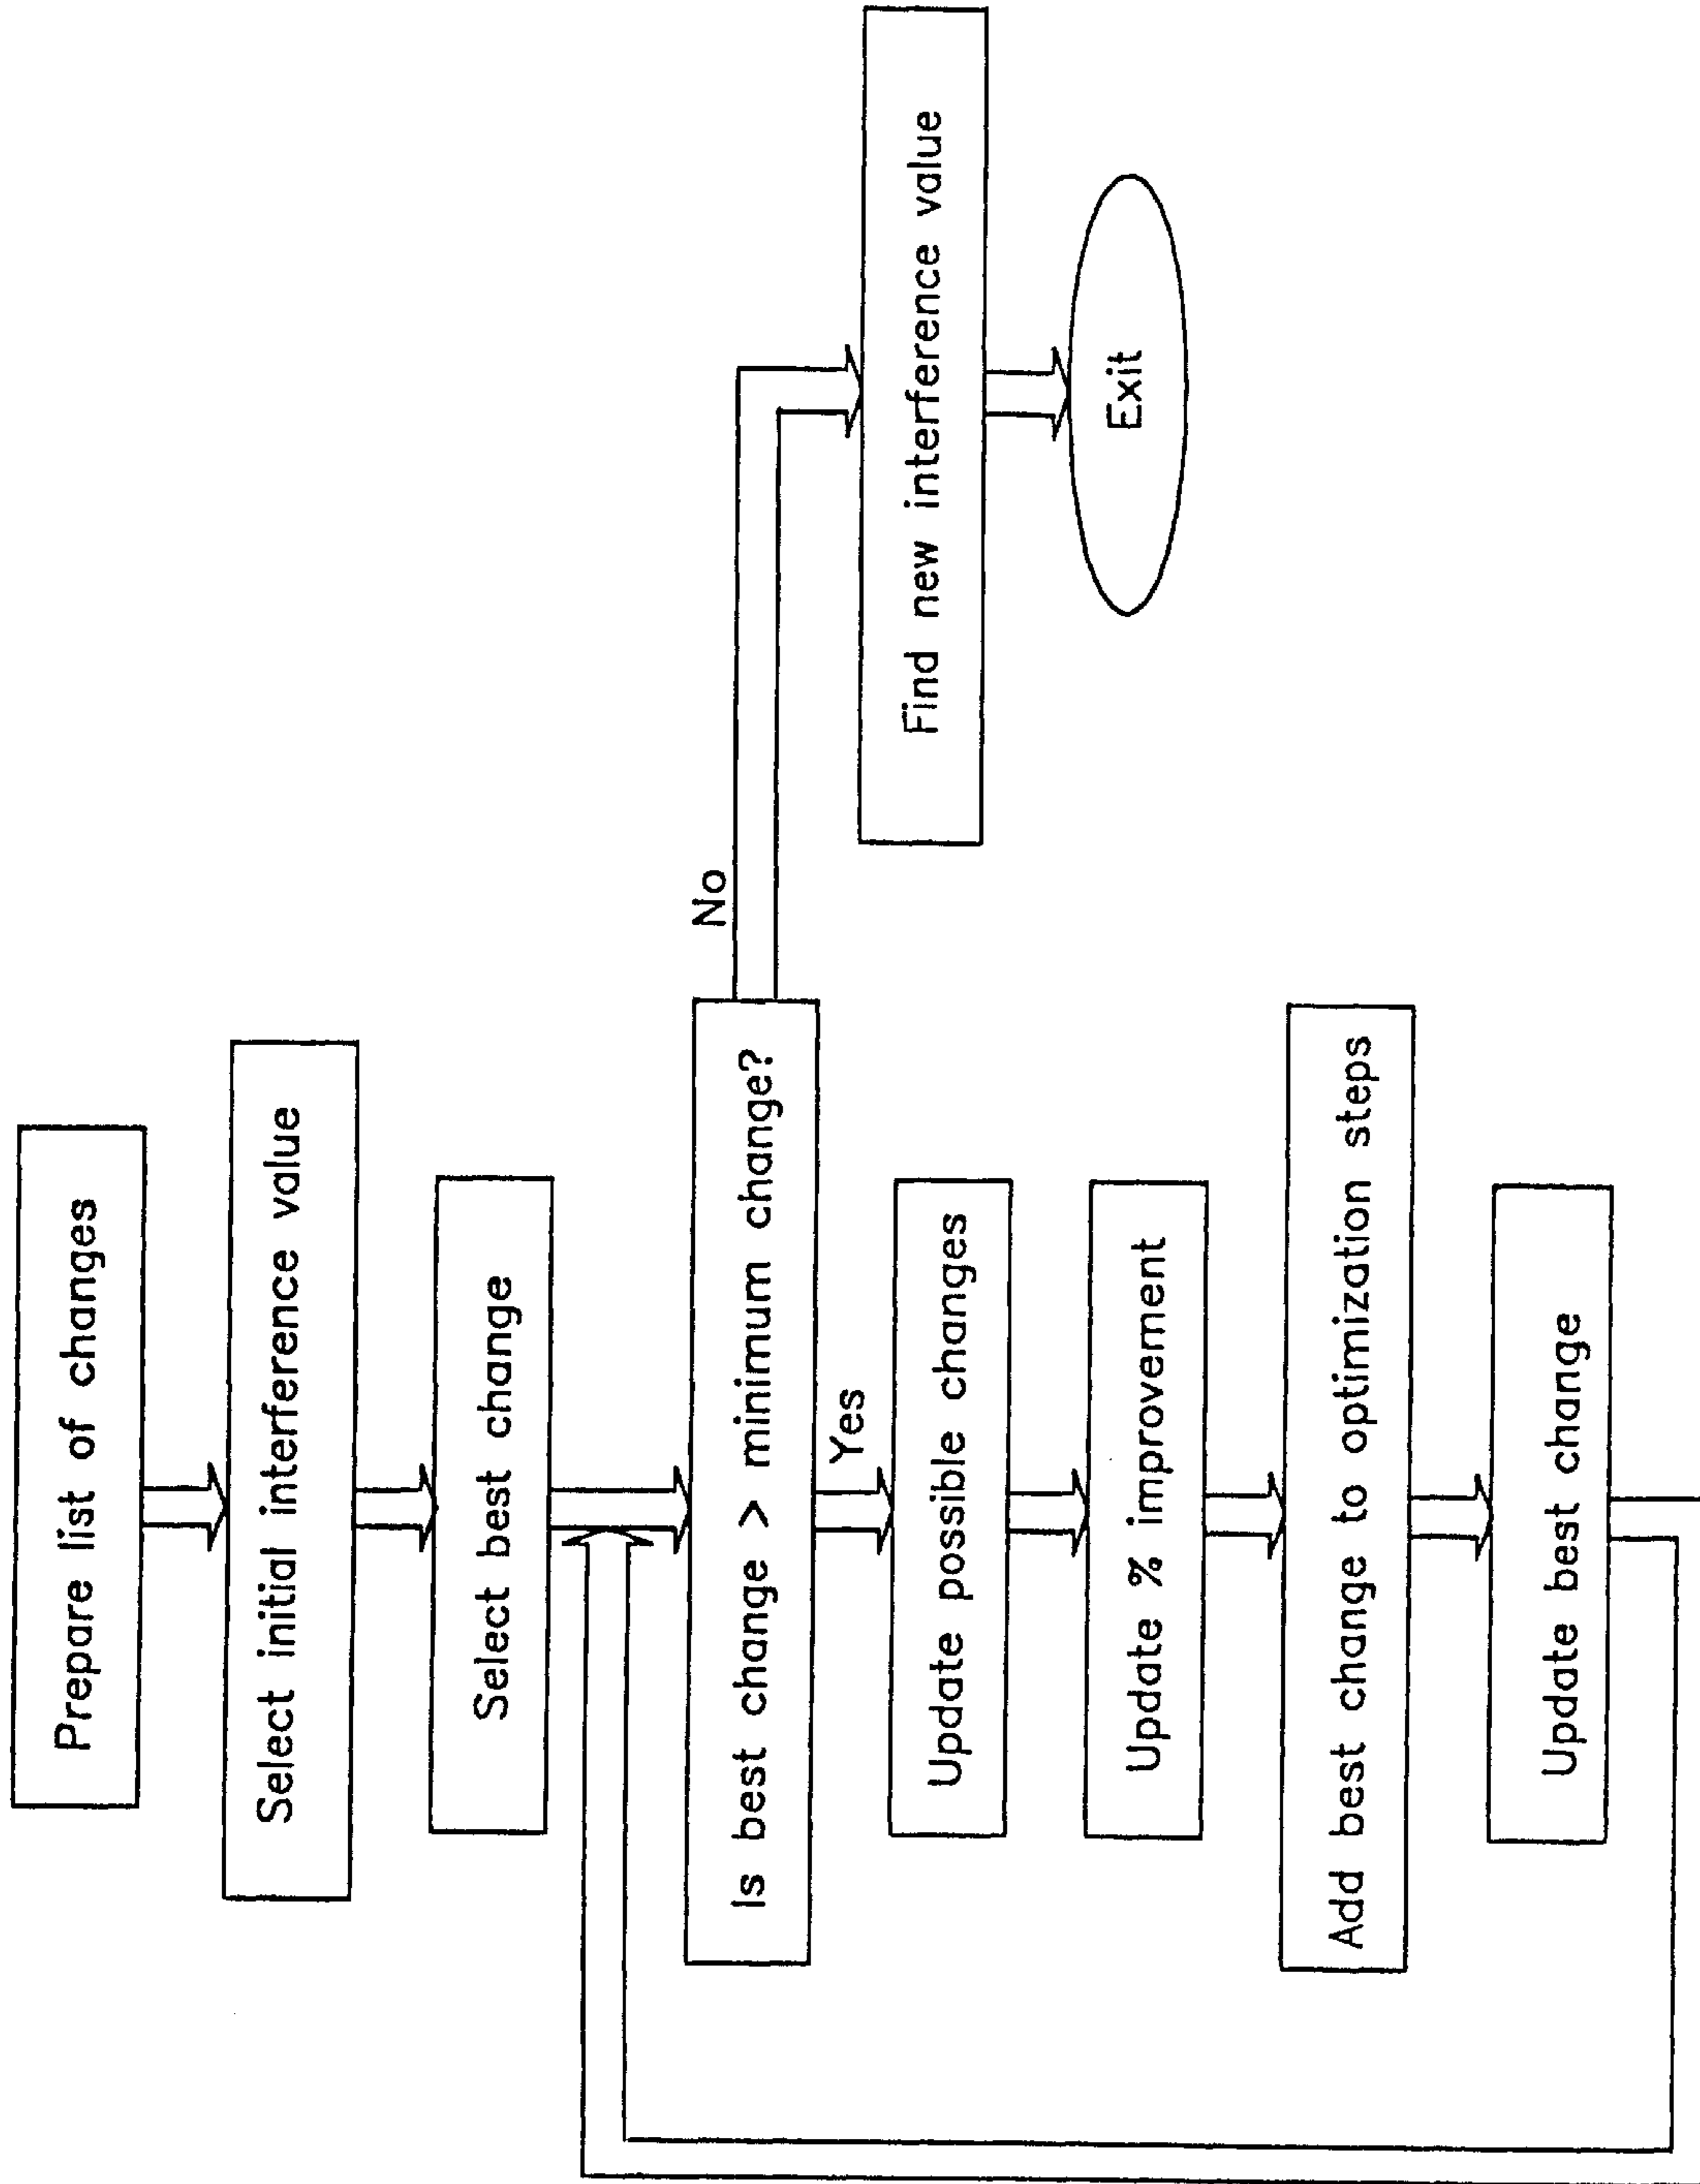 Prepare list of changes
Select initial interference value
Select best change
Is best change > minimum change?
No
Yes
Find new interference value
Exit
Update possible changes
Update % improvement
Add best change to optimization steps
Update best change